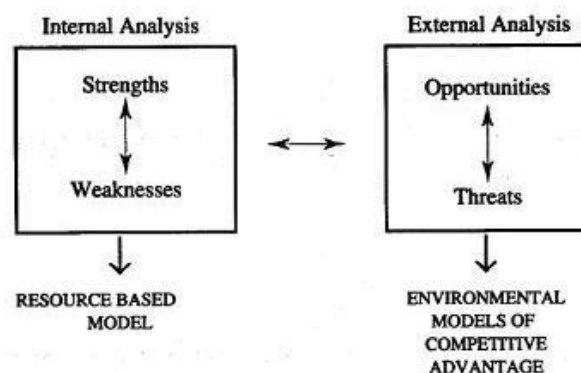 Internal Analysis
Strengths
Weaknesses
RESOURCE BASED
MODEL
External Analysis
Opportunities
Threats
ENVIRONMENTAL
MODELS OF
COMPETITIVE
ADVANTAGE